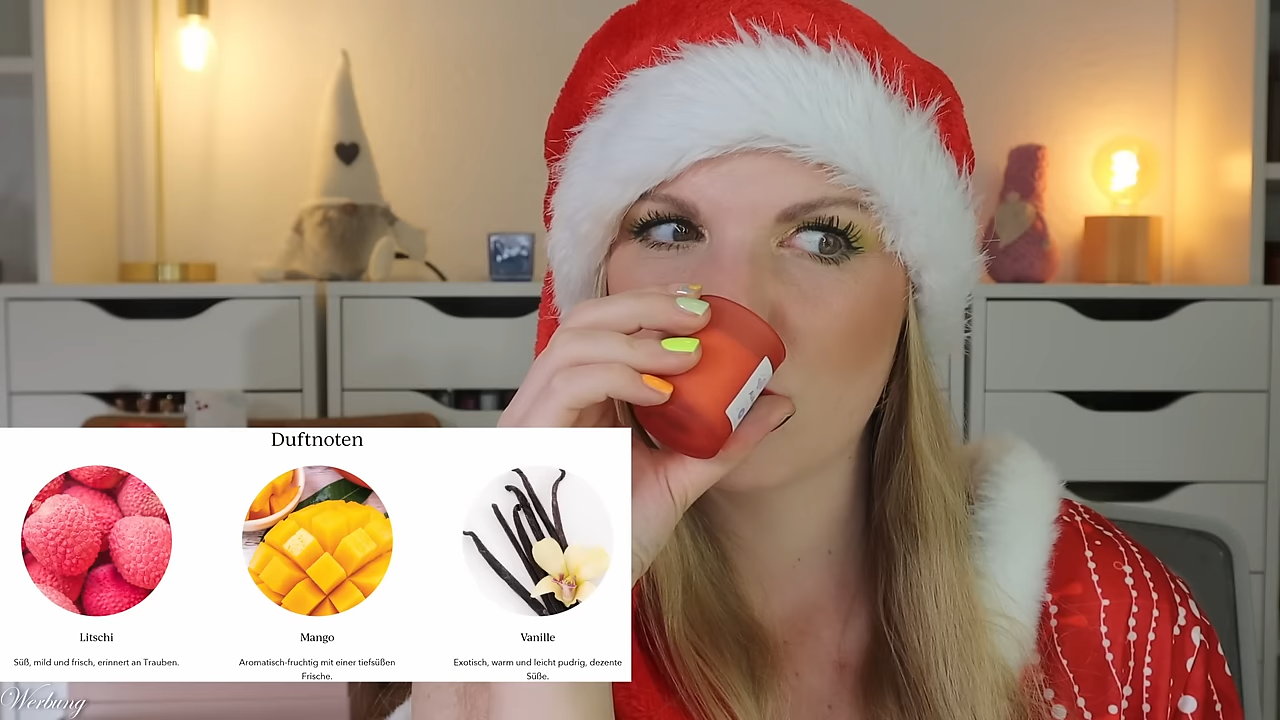 Duftnoten
Litschi
Mango
Vanille
Süß, mild und frisch, erinnert an Trauben.
Aromatisch-fruchtig mit einer tiefsüßen
Frische.
Exotisch, warm und leicht pudrig, dezente
Süße.
Werbung